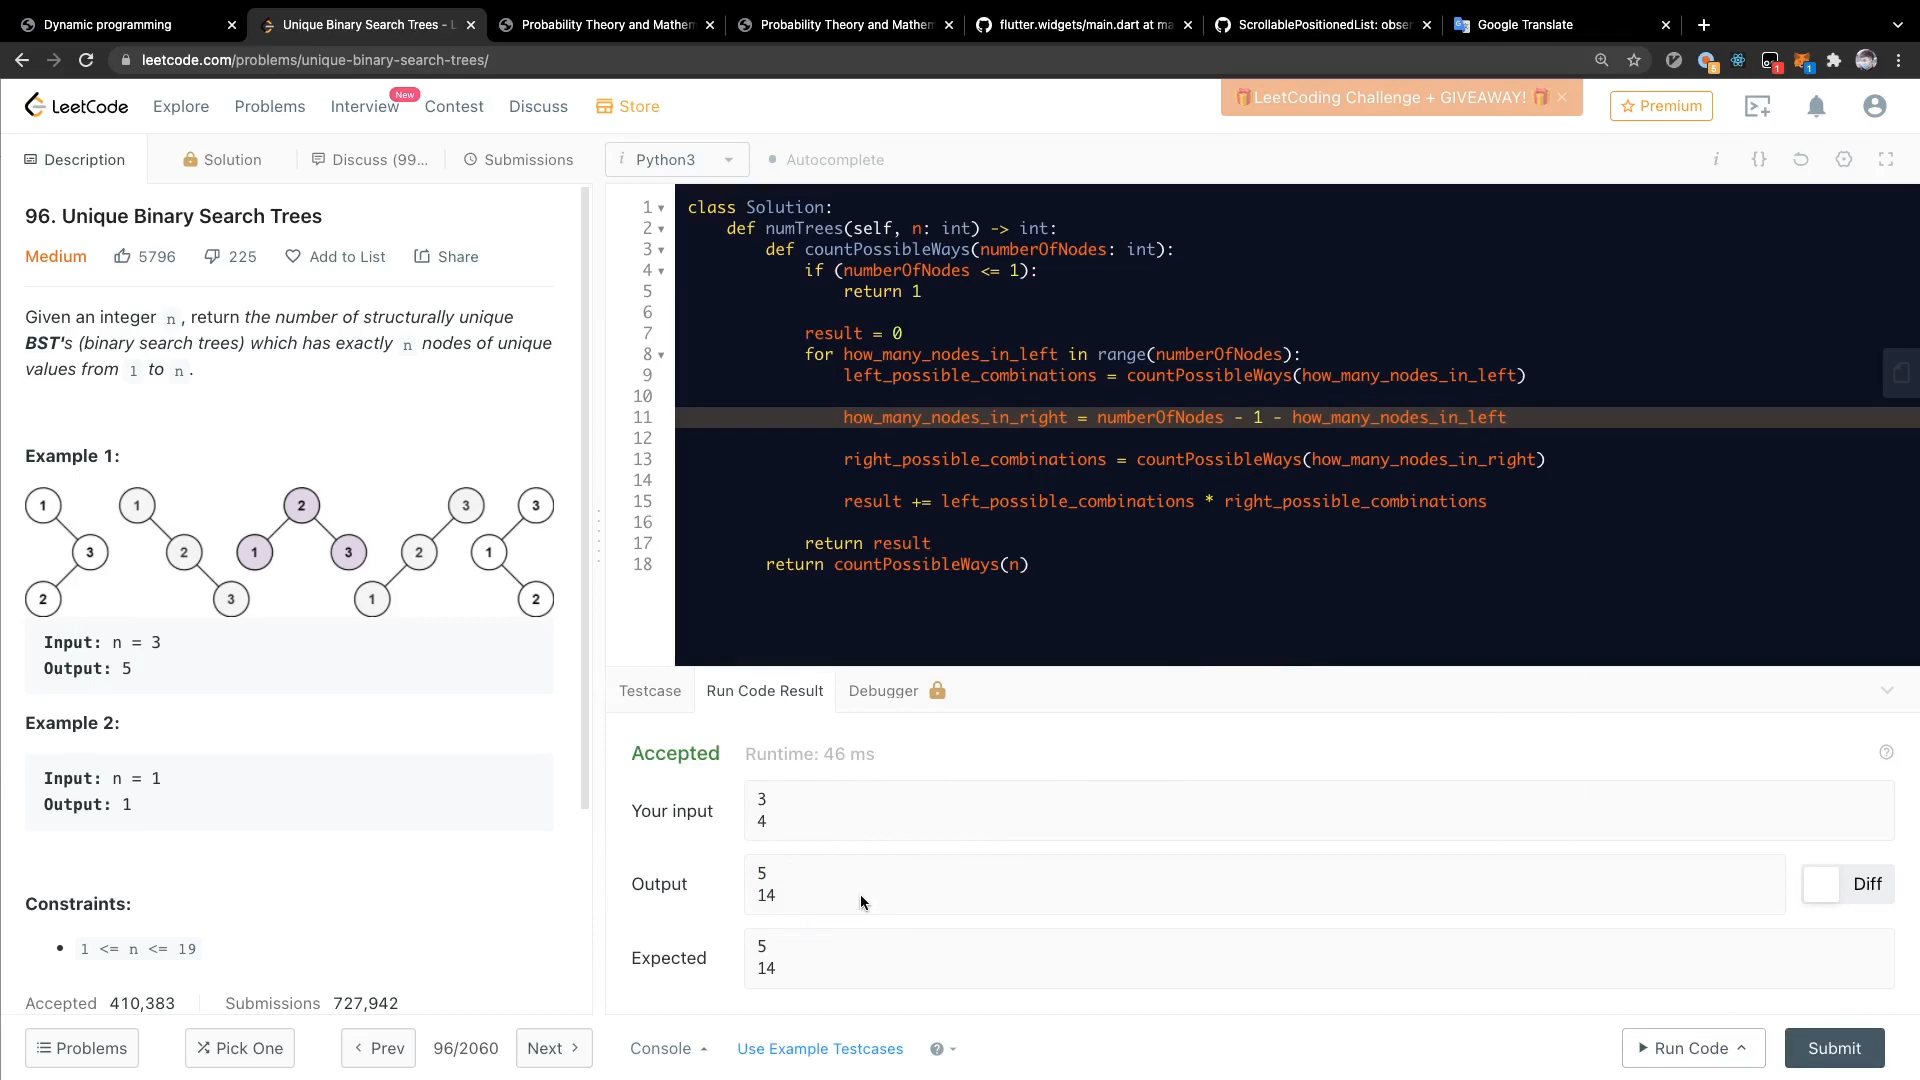 Dynamic programming
Unique Binary Search Trees - L
Probability Theory and Mathem
Probability Theory and Mathem
flutter.widgets/main.dart at ma
ScrollablePositionedList: obser
Google Translate
leetcode.com/problems/unique-binary-search-trees/
5
1
1
LeetCode
Explore
Problems
Interview
New
Contest
Discuss
Store
LeetCoding Challenge + GIVEAWAY!
Premium
Description
Solution
Discuss (99...
Submissions
i Python3
Autocomplete
i {}
96. Unique Binary Search Trees
Medium
5796
225
Add to List
Share
Given an integer n, return the number of structurally unique
BST's (binary search trees) which has exactly n nodes of unique
values from 1 to n.
Example 1:
1 1 2 3 3
3 2 1 3 2 1
2 3 1 2
Input: n = 3
Output: 5
Example 2:
Input: n = 1
Output: 1
Constraints:
• 1 <= n <= 19
Accepted 410,383
Submissions 727,942
1 class Solution:
2 def numTrees(self, n: int) -> int:
3 def countPossibleWays(numberOfNodes: int):
4 if (numberOfNodes <= 1):
5 return 1
6
7 result = 0
8 for how_many_nodes_in_left in range(numberOfNodes):
9 left_possible_combinations = countPossibleWays(how_many_nodes_in_left)
10
11 how_many_nodes_in_right = numberOfNodes - 1 - how_many_nodes_in_left
12
13 right_possible_combinations = countPossibleWays(how_many_nodes_in_right)
14
15 result += left_possible_combinations * right_possible_combinations
16
17 return result
18 return countPossibleWays(n)
Testcase
Run Code Result
Debugger
Accepted
Runtime: 46 ms
Your input
3
4
Output
5
14
Diff
Expected
5
14
Problems
Pick One
Prev
96/2060
Next
Console
Use Example Testcases
Run Code
Submit